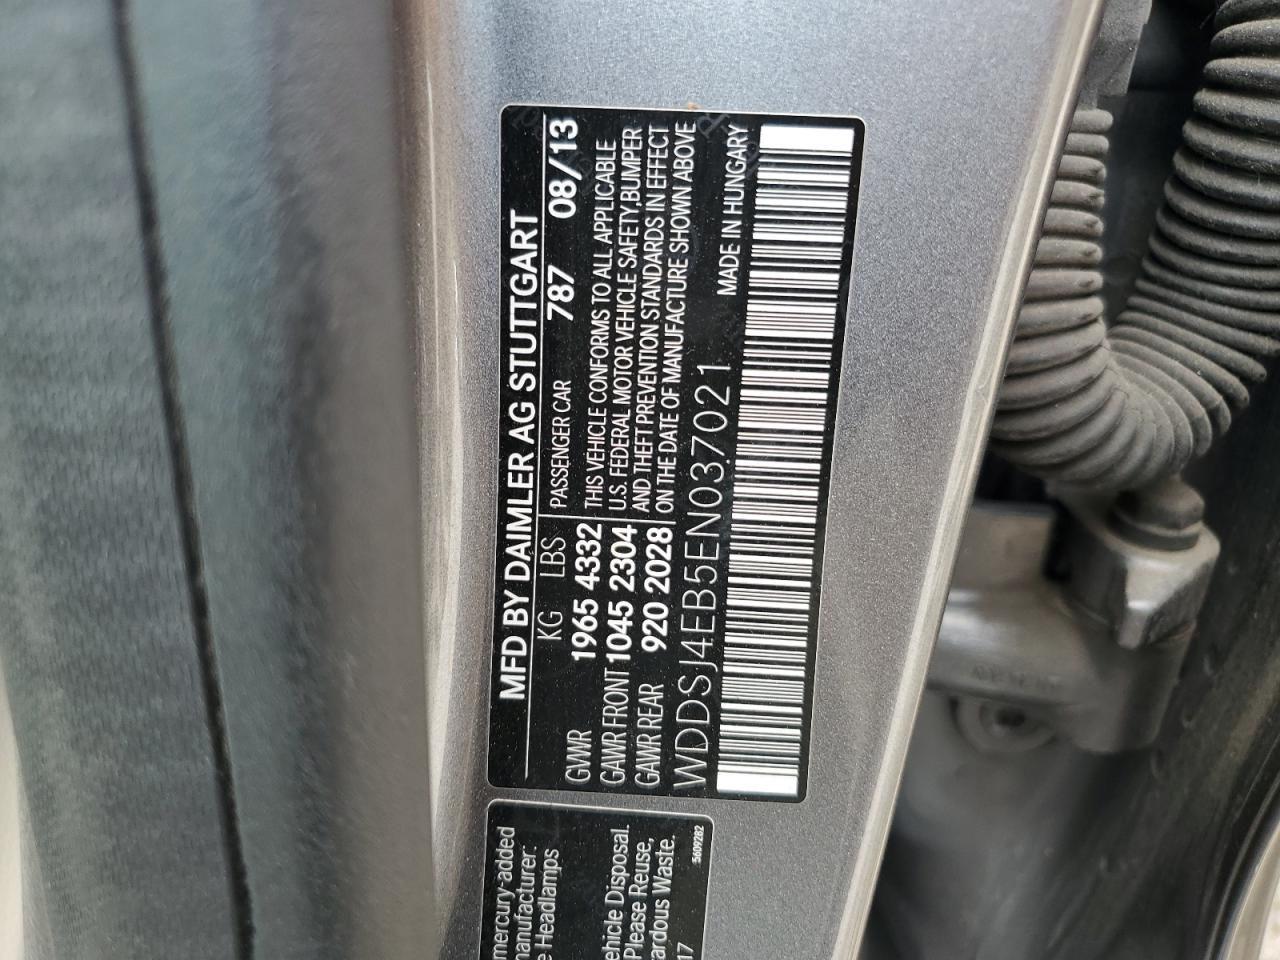 MFD BY DAIMLER AG STUTTGART
KG LBS PASSENGER CAR 787 08/13
GVWR 1965 4332 THIS VEHICLE CONFORMS TO ALL APPLICABLE
GAWR FRONT 1045 2304 U.S. FEDERAL MOTOR VEHICLE SAFETY,BUMPER
GAWR REAR 920 2028 AND THEFT PREVENTION STANDARDS IN EFFECT
ON THE DATE OF MANUFACTURE SHOWN ABOVE
WDDSJ4EB5EN037021 MADE IN HUNGARY
mercury-added
manufacturer:
e Headlamps
ehicle Disposal.
Please Reuse,
ardous Waste.
17 5609282